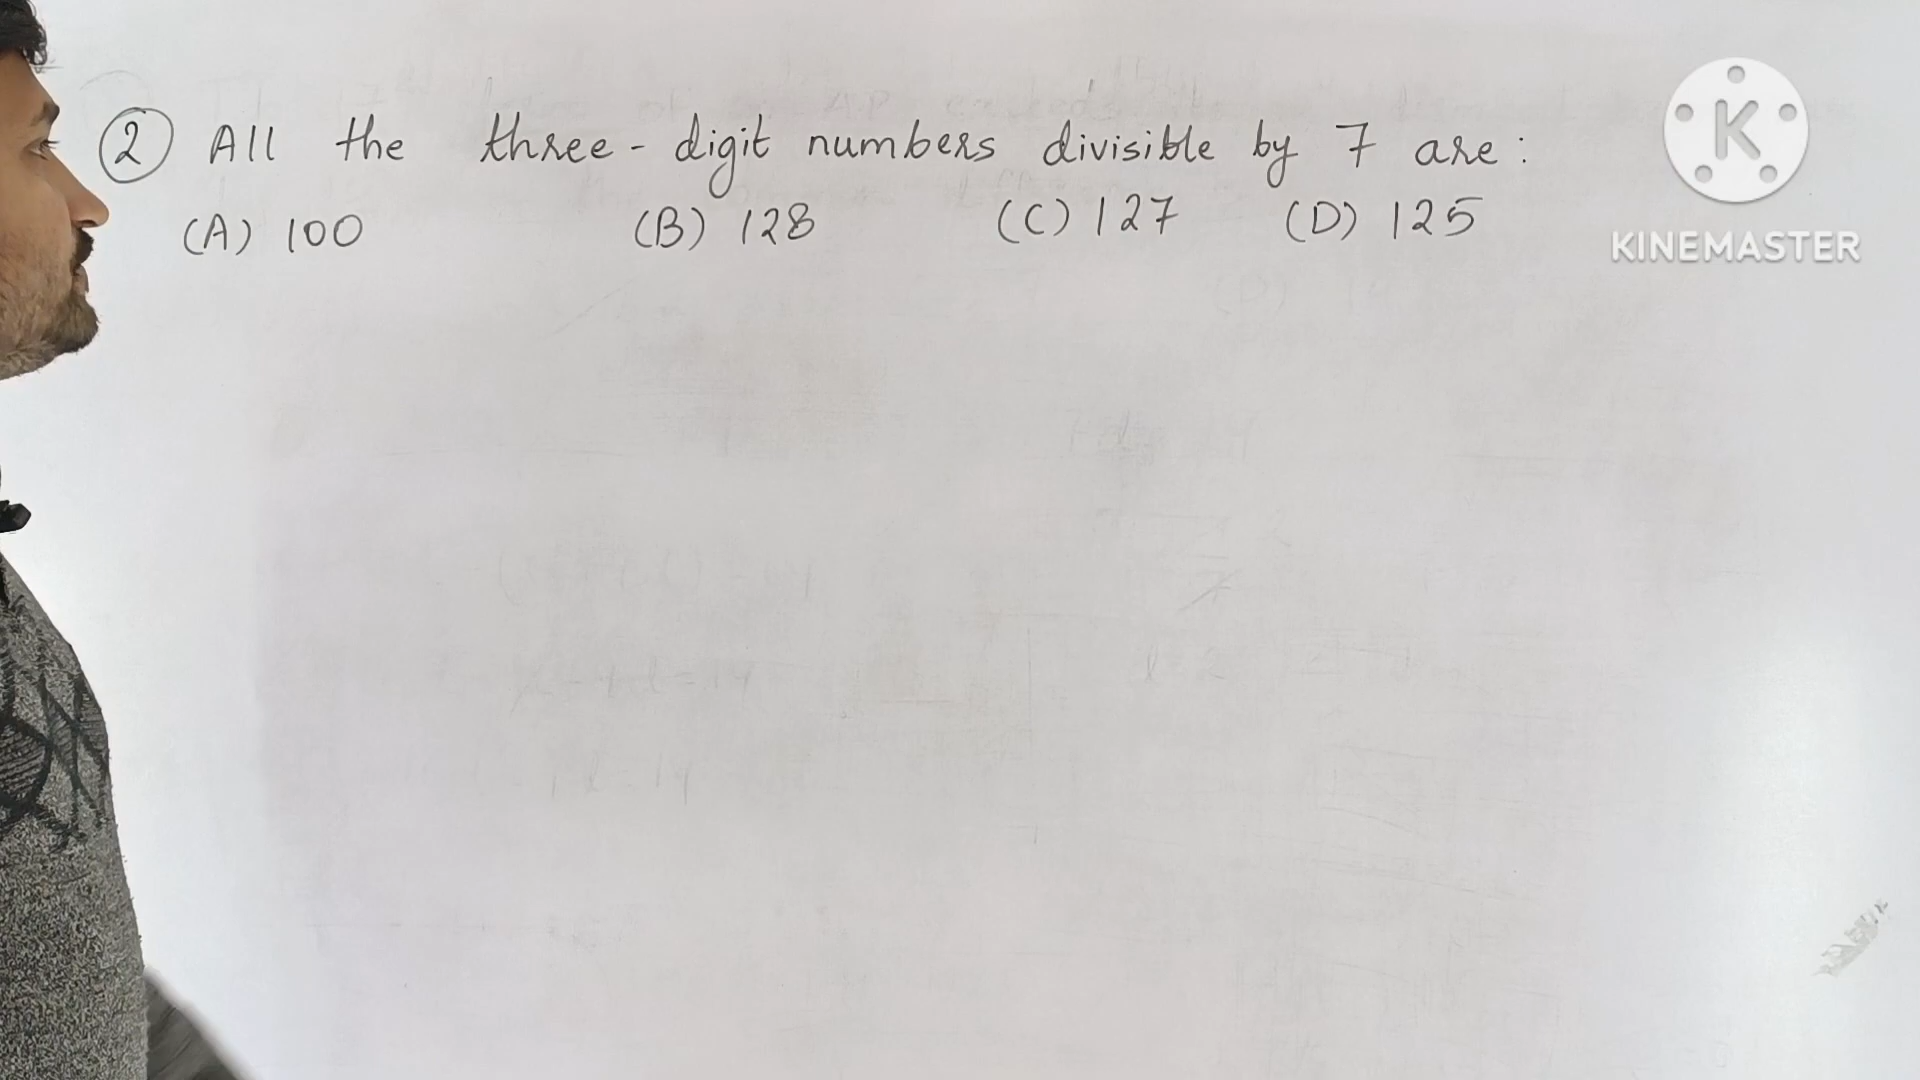 ② All the three-digit numbers divisible by 7 are:
(A) 100 (B) 128 (C) 127 (D) 125
K
KINEMASTER